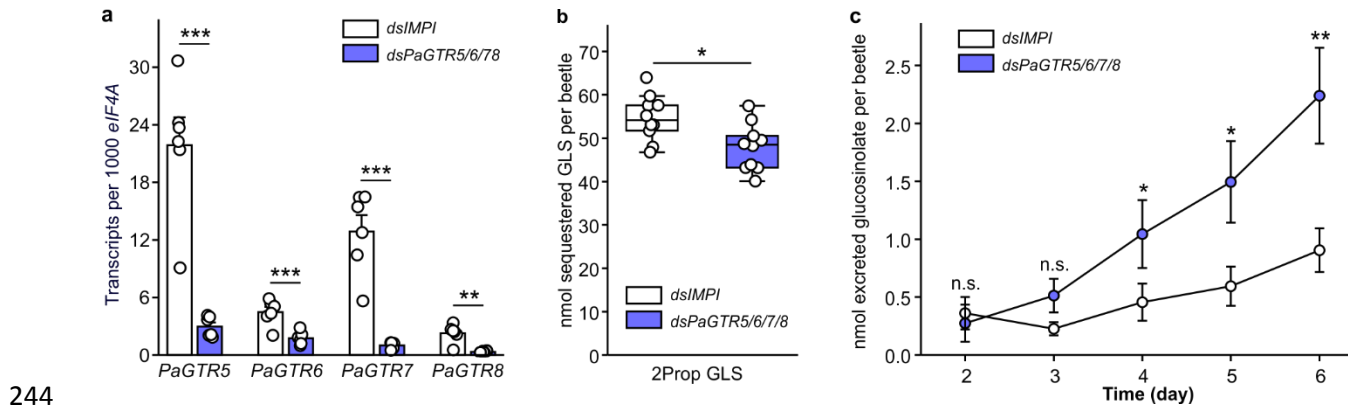 a
***
dsIMPI
dsPaGTR5/6/78
***
***
**
Transcripts per 1000 eIF4A
30
24
18
12
6
0
PaGTR5 PaGTR6 PaGTR7 PaGTR8
b
*
nmol sequestered GLS per beetle
70
60
50
40
30
20
10
0
dsIMPI
dsPaGTR5/6/7/8
2Prop GLS
c
dsIMPI
dsPaGTR5/6/7/8
nmol excreted glucosinolate per beetle
2.5
2.0
1.5
1.0
0.5
0.0
n.s.
n.s.
*
*
**
2 3 4 5 6
Time (day)
244